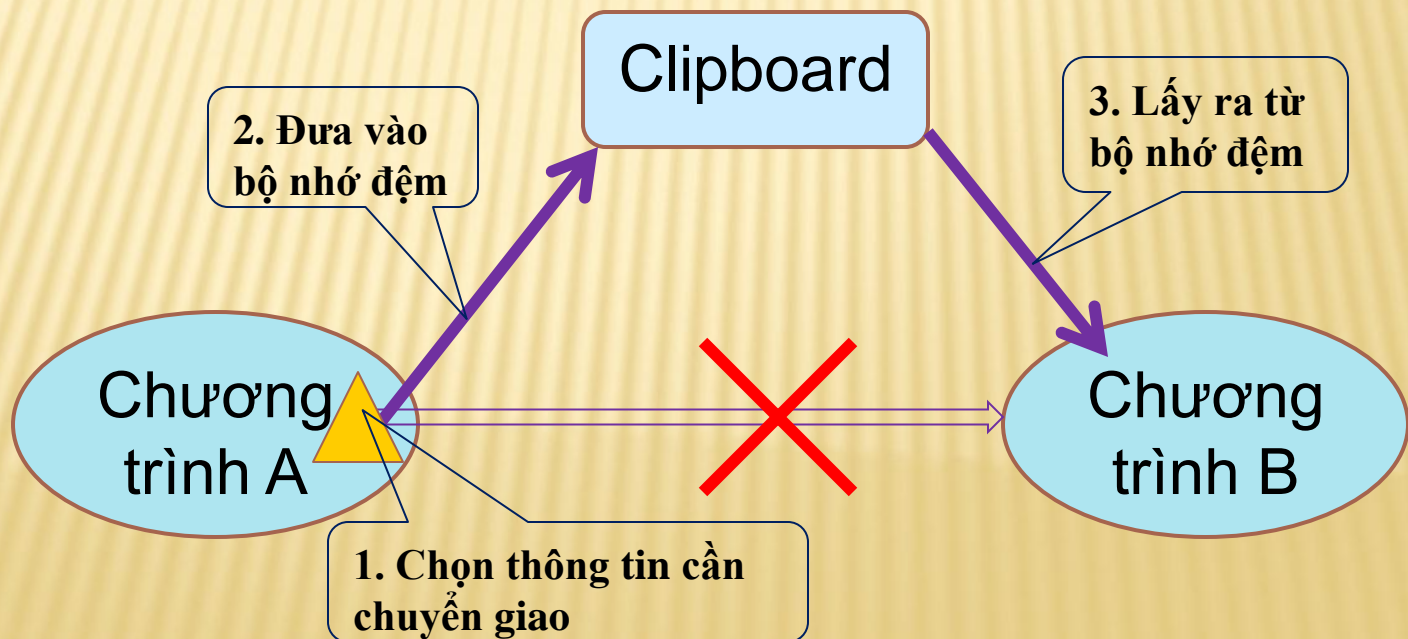 Clipboard
2. Đưa vào
bộ nhớ đệm
3. Lấy ra từ
bộ nhớ đệm
Chương
trình A
Chương
trình B
1. Chọn thông tin cần
chuyển giao